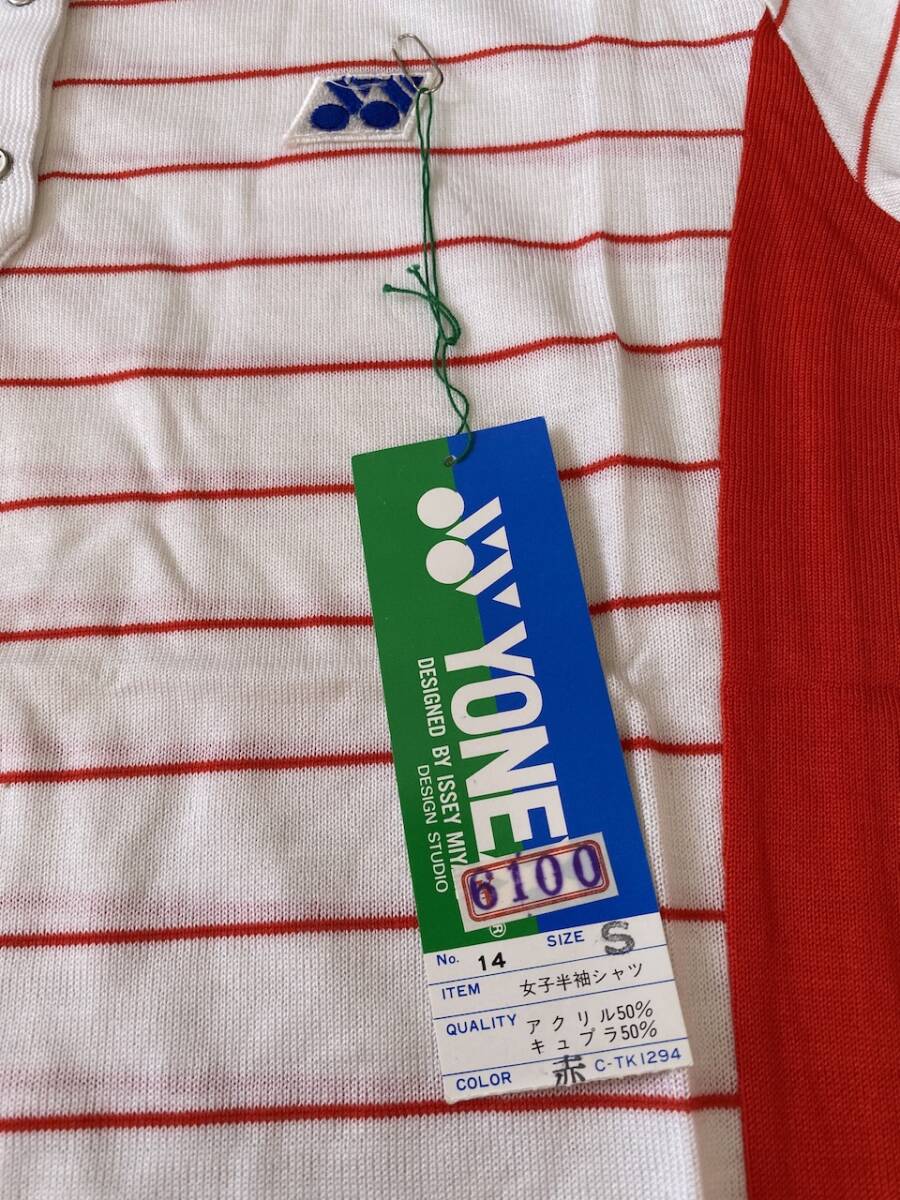 YONE
DESIGNED BY ISSEY
DESIGN STUDIO
6100
®
No. 14 SIZE S
ITEM 女子半袖シャツ
QUALITY アクリル50%
キュプラ50%
COLOR 赤 C-TK1294